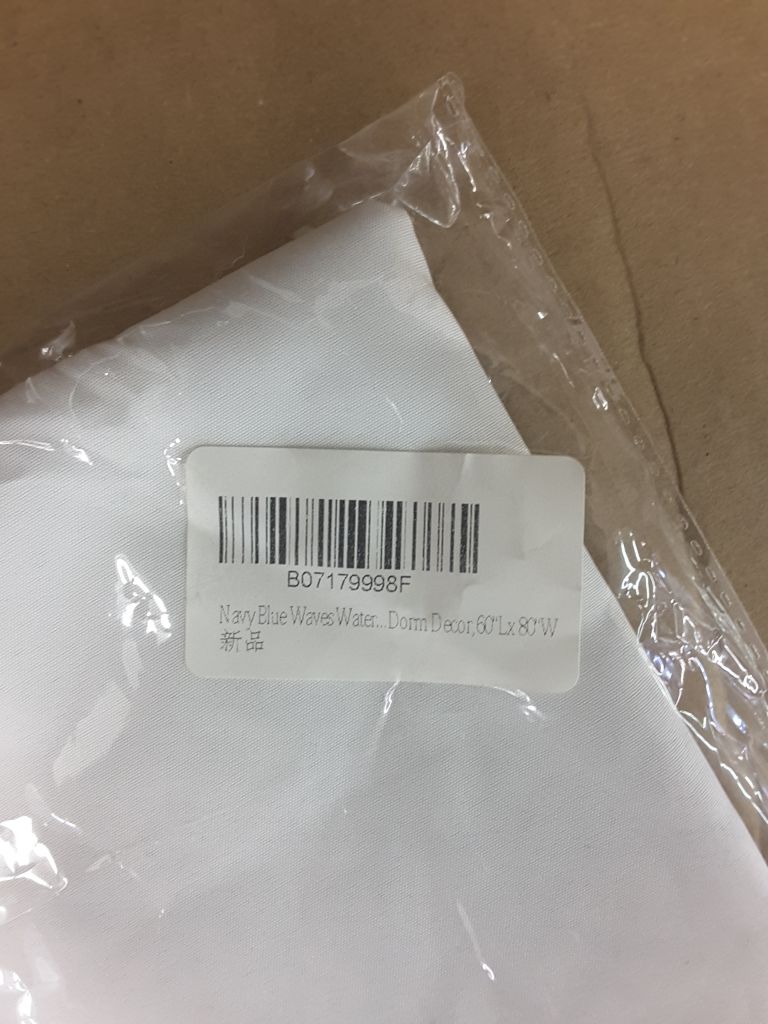 B07179998F
Navy Blue Waves Water...Dorm Decor,60"Lx 80"W
新品